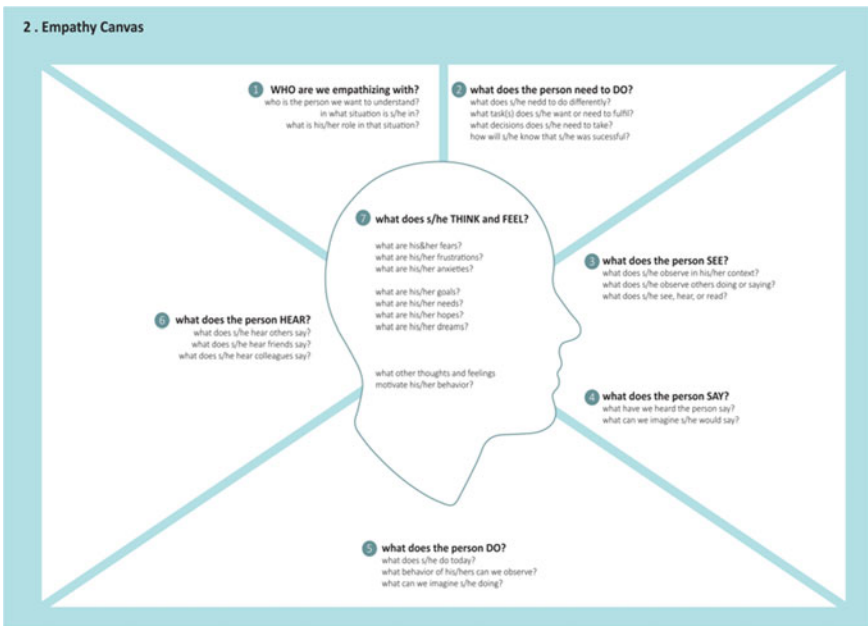 2 . Empathy Canvas
1 WHO are we empathizing with?
who is the person we want to understand?
in what situation is s/he in?
what is his/her role in that situation?
2 what does the person need to DO?
what does s/he nedd to do differently?
what task(s) does s/he want or need to fulfil?
what decisions does s/he need to take?
how will s/he know that s/he was sucessful?
3 what does the person SEE?
what does s/he observe in his/her context?
what does s/he observe others doing or saying?
what does s/he see, hear, or read?
4 what does the person SAY?
what have we heard the person say?
what can we imagine s/he would say?
5 what does the person DO?
what does s/he do today?
what behavior of his/hers can we observe?
what can we imagine s/he doing?
6 what does the person HEAR?
what does s/he hear others say?
what does s/he hear friends say?
what does s/he hear colleagues say?
7 what does s/he THINK and FEEL?
what are his&her fears?
what are his/her frustrations?
what are his/her anxieties?
what are his/her goals?
what are his/her needs?
what are his/her hopes?
what are his/her dreams?
what other thoughts and feelings
motivate his/her behavior?